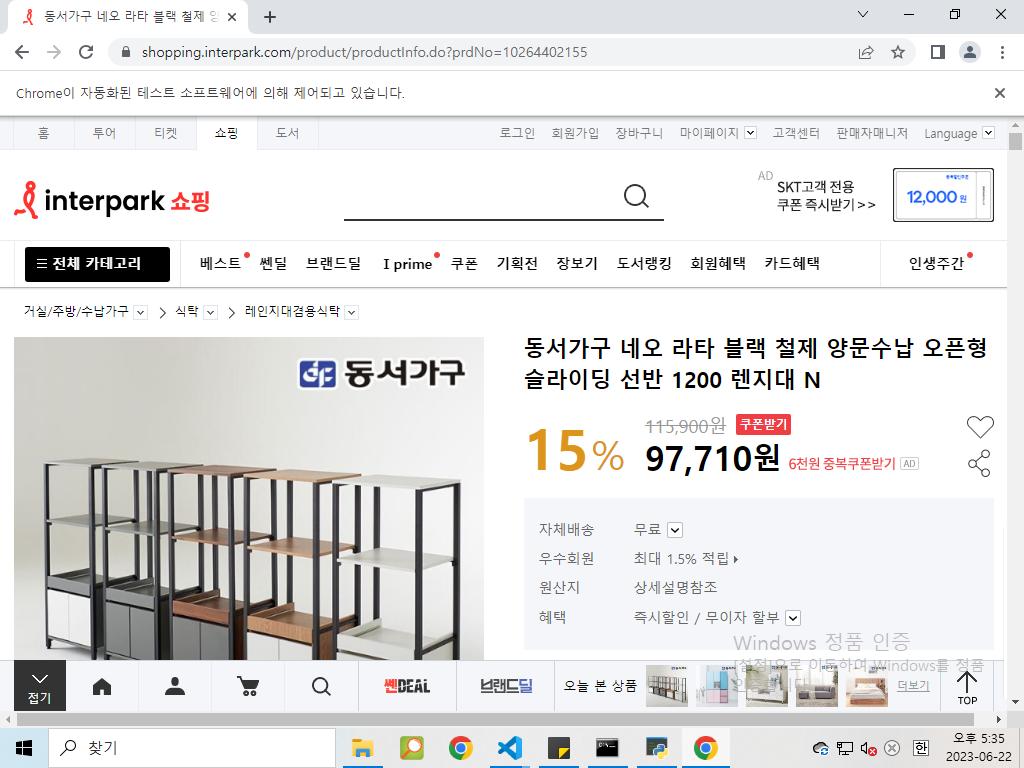 동서가구 네오 라타 블랙 철제 양
shopping.interpark.com/product/productInfo.do?prdNo=10264402155
Chrome이 자동화된 테스트 소프트웨어에 의해 제어되고 있습니다.
홈 투어 티켓 쇼핑 도서 로그인 회원가입 장바구니 마이페이지 고객센터 판매자매니저 Language
interpark 쇼핑
AD SKT고객 전용
쿠폰 즉시받기>>
12,000원
전체 카테고리 베스트 쎈딜 브랜드딜 I prime 쿠폰 기획전 장보기 도서랭킹 회원혜택 카드혜택 인생주간
거실/주방/수납가구 식탁 레인지대겸용식탁
동서가구
동서가구 네오 라타 블랙 철제 양문수납 오픈형
슬라이딩 선반 1200 렌지대 N
15% 115,900원 쿠폰받기
97,710원 6천원 중복쿠폰받기 AD
자체배송 무료
우수회원 최대 1.5% 적립
원산지 상세설명참조
혜택 즉시할인 / 무이자 할부
Windows 정품 인증
[설정]으로 이동하여 Windows를 정품
접기 쎈DEAL 브랜드딜 오늘 본 상품 더보기 TOP
찾기
한
오후 5:35
2023-06-22